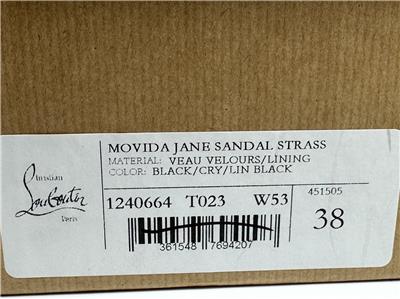 MOVIDA JANE SANDAL STRASS
MATERIAL: VEAU VELOURS/LINING
COLOR: BLACK/CRY/LIN BLACK
Christian
Louboutin
Paris
1240664 T023 W53
451505
38
361548 7694207